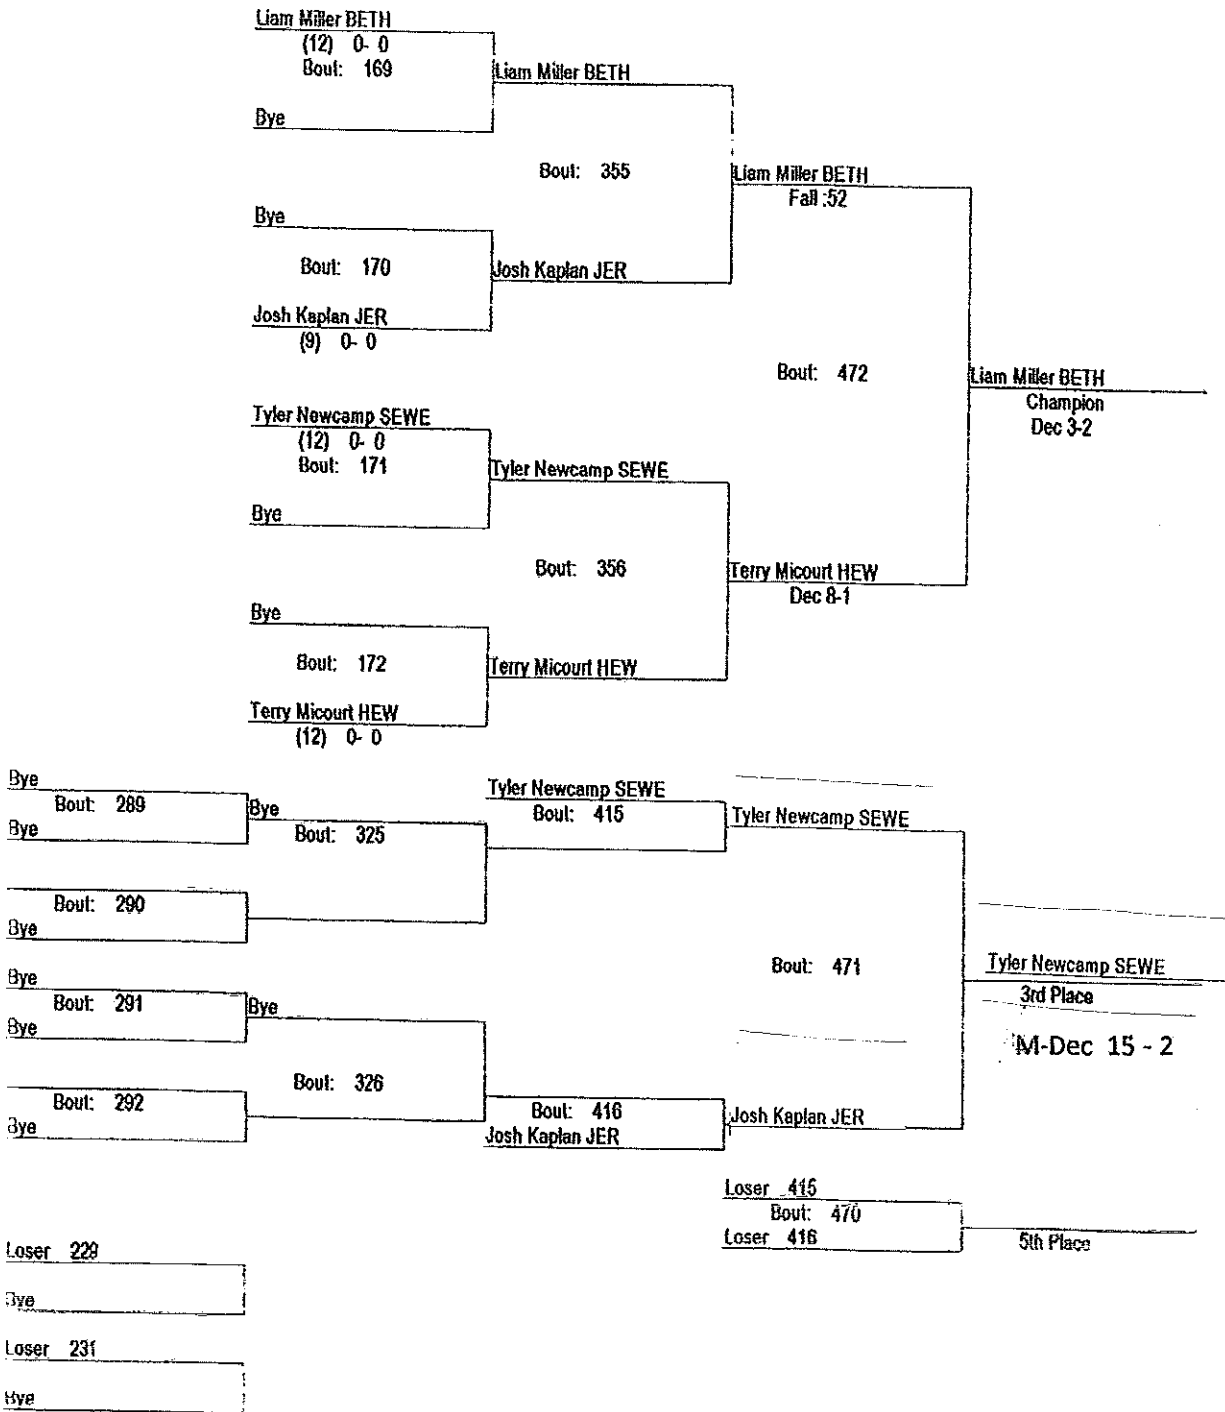 Liam Miller BETH
(12) 0- 0
Bout: 169
Liam Miller BETH
Bye
Bout: 355
Liam Miller BETH
Fall :52
Bye
Bout: 170
Josh Kaplan JER
Josh Kaplan JER
(9) 0- 0
Bout: 472
Liam Miller BETH
Champion
Dec 3-2
Tyler Newcamp SEWE
(12) 0- 0
Bout: 171
Tyler Newcamp SEWE
Bye
Bout: 356
Terry Micourt HEW
Dec 8-1
Bye
Bout: 172
Terry Micourt HEW
Terry Micourt HEW
(12) 0- 0
Bye
Bout: 289
Bye
Bye
Bout: 325
Tyler Newcamp SEWE
Bout: 415
Tyler Newcamp SEWE
Bout: 290
Bye
Bout: 471
Tyler Newcamp SEWE
3rd Place
M-Dec 15 - 2
Bye
Bout: 291
Bye
Bye
Bout: 326
Bout: 292
Bye
Bout: 416
Josh Kaplan JER
Josh Kaplan JER
Loser 415
Bout: 470
Loser 416
5th Place
Loser 229
Bye
Loser 231
Bye